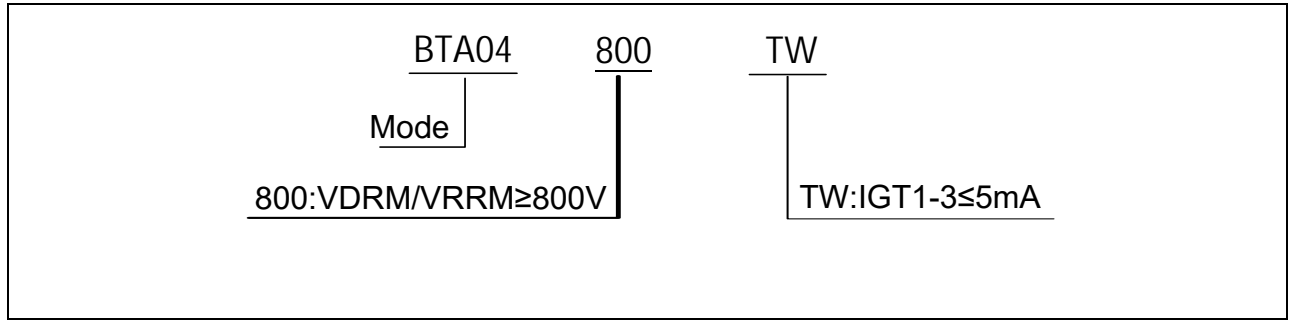 BTA04 800 TW
Mode
800:VDRM/VRRM≥800V TW:IGT1-3≤5mA